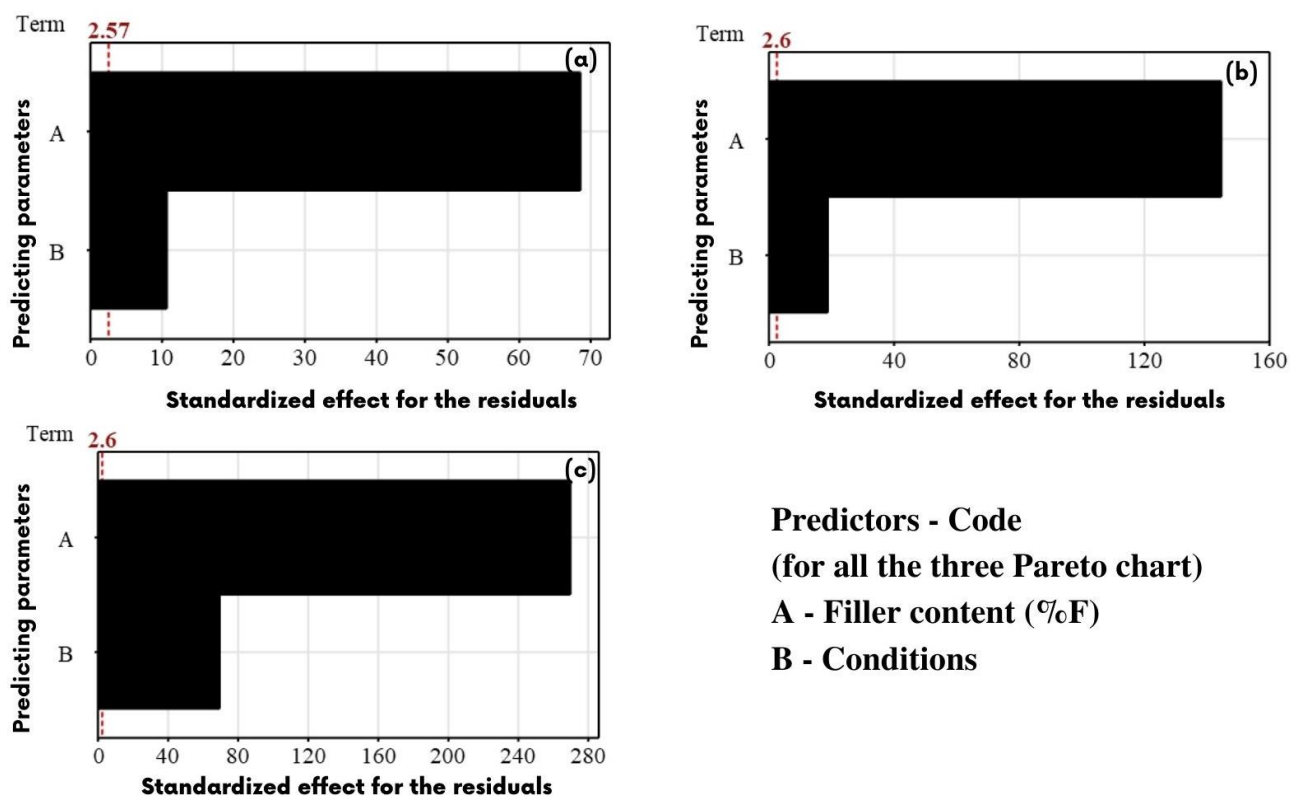 Term
2.57
(a)
Predicting parameters
A
B
0 10 20 30 40 50 60 70
Standardized effect for the residuals
Term
2.6
(b)
Predicting parameters
A
B
0 40 80 120 160
Standardized effect for the residuals
Term
2.6
(c)
Predicting parameters
A
B
0 40 80 120 160 200 240 280
Standardized effect for the residuals
Predictors - Code
(for all the three Pareto chart)
A - Filler content (%F)
B - Conditions